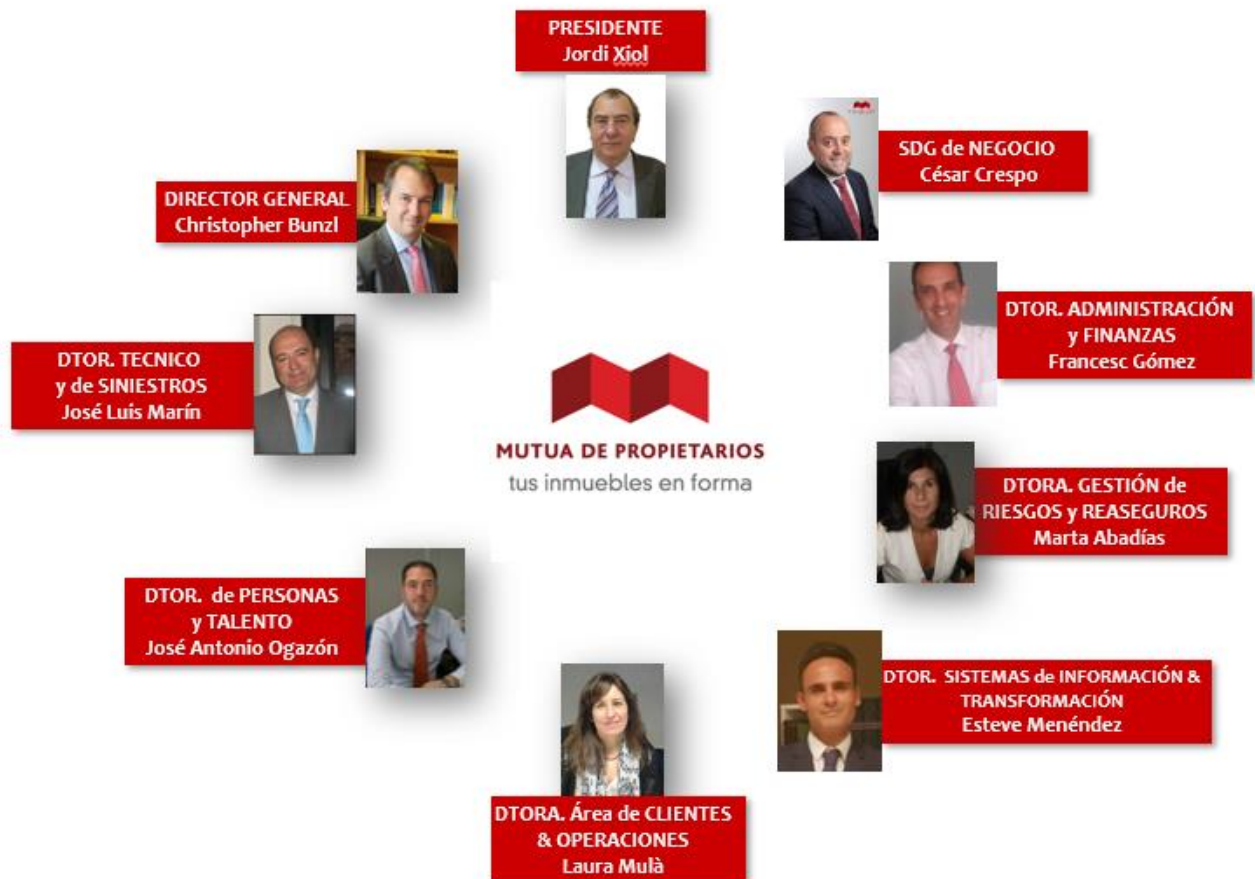 PRESIDENTE
Jordi Xiol
SDG de NEGOCIO
César Crespo
DIRECTOR GENERAL
Christopher Bunzl
DTOR. ADMINISTRACIÓN
y FINANZAS
Francesc Gómez
DTOR. TECNICO
y de SINIESTROS
José Luis Marín
MUTUA DE PROPIETARIOS
tus inmuebles en forma
DTORA. GESTIÓN de
RIESGOS y REASEGUROS
Marta Abadías
DTOR. de PERSONAS
y TALENTO
José Antonio Ogazón
DTOR. SISTEMAS de INFORMACIÓN &
TRANSFORMACIÓN
Esteve Menéndez
DTORA. Área de CLIENTES
& OPERACIONES
Laura Mulà